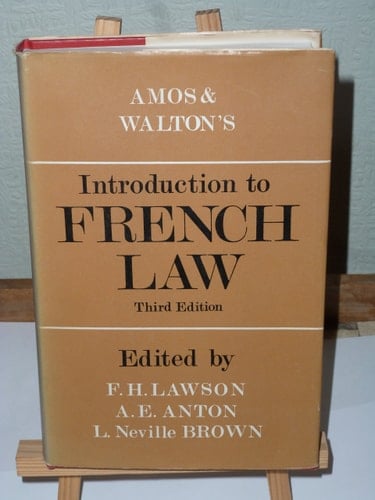 AMOS &
WALTON'S
Introduction to
FRENCH
LAW
Third Edition
Edited by
F. H. LAWSON
A. E. ANTON
L. Neville BROWN